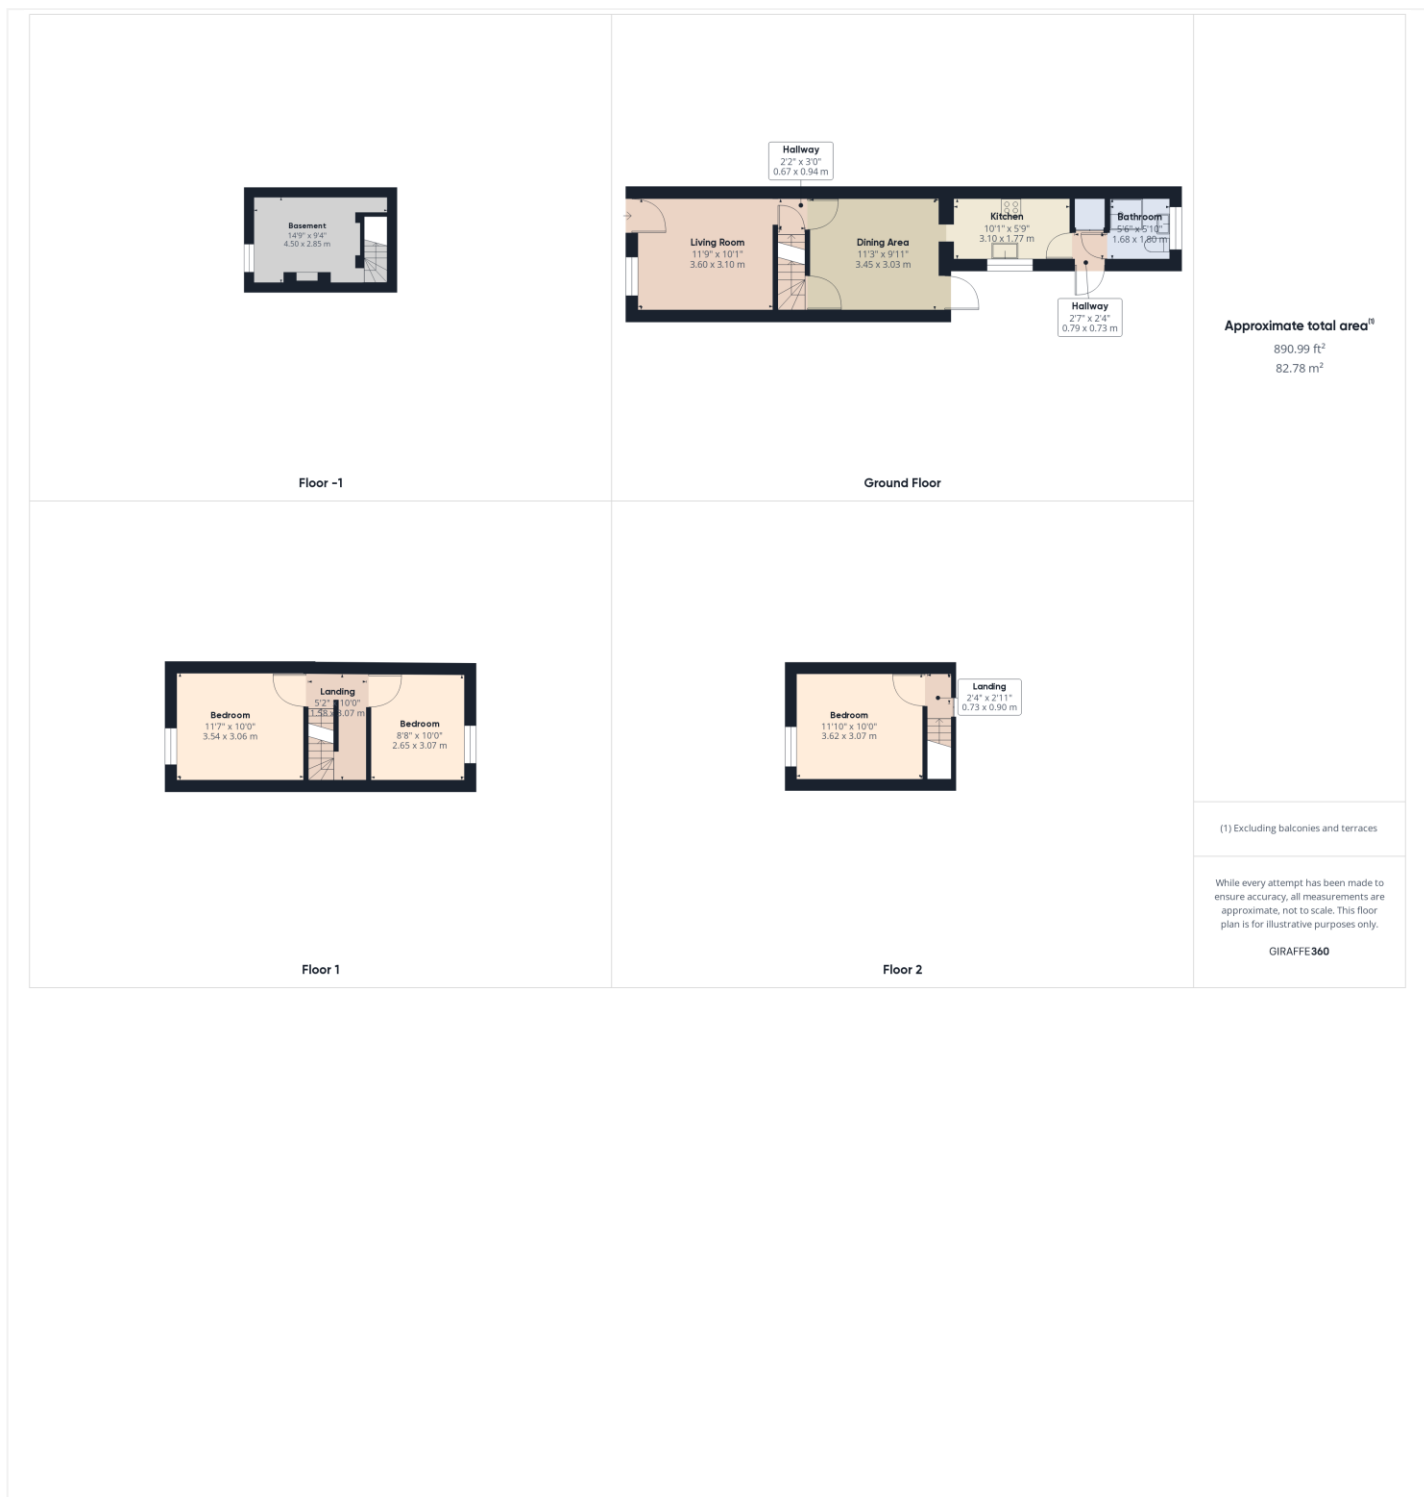 Basement
14'9" x 9'4"
4.50 x 2.85 m
Floor -1
Hallway
2'2" x 3'0"
0.67 x 0.94 m
Living Room
11'9" x 10'1"
3.60 x 3.10 m
Dining Area
11'3" x 9'11"
3.45 x 3.03 m
Kitchen
10'1" x 5'9"
3.10 x 1.77 m
Bathroom
5'6" x 5'10"
1.68 x 1.80 m
Hallway
2'7" x 2'4"
0.79 x 0.73 m
Ground Floor
Bedroom
11'7" x 10'0"
3.54 x 3.06 m
Landing
5'2" x 10'0"
1.58 x 3.07 m
Bedroom
8'8" x 10'0"
2.65 x 3.07 m
Floor 1
Bedroom
11'10" x 10'0"
3.62 x 3.07 m
Landing
2'4" x 2'11"
0.73 x 0.90 m
Floor 2
Approximate total area(1)
890.99 ft²
82.78 m²
(1) Excluding balconies and terraces
While every attempt has been made to
ensure accuracy, all measurements are
approximate, not to scale. This floor
plan is for illustrative purposes only.
GIRAFFE360